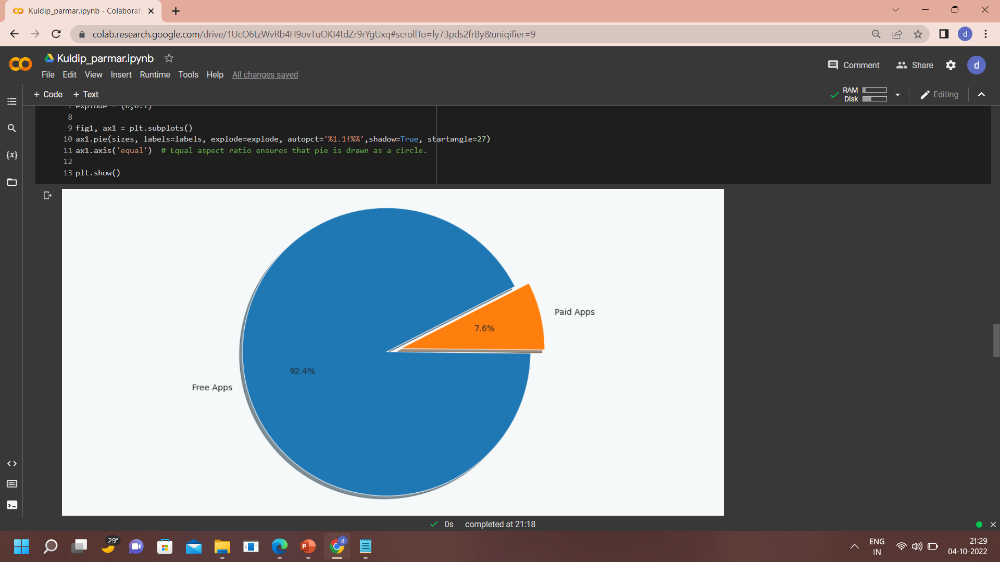 Kuldip_parmar.ipynb - Colaborat
colab.research.google.com/drive/1UcO6tzWvRb4H9ovTuOKI4tdZr9rYgUxq#scrollTo=ly73pds2frBy&uniqifier=9
d
Kuldip_parmar.ipynb
Comment
Share
d
File Edit View Insert Runtime Tools Help All changes saved
+ Code + Text
RAM
Disk
Editing
7 explode = (0,0.1)
8
9 fig1, ax1 = plt.subplots()
10 ax1.pie(sizes, labels=labels, explode=explode, autopct='%1.1f%%',shadow=True, startangle=27)
11 ax1.axis('equal')  # Equal aspect ratio ensures that pie is drawn as a circle.
12
13 plt.show()
{x}
Paid Apps
7.6%
92.4%
Free Apps
0s completed at 21:18
29°
P
d
ENG
IN
21:29
04-10-2022